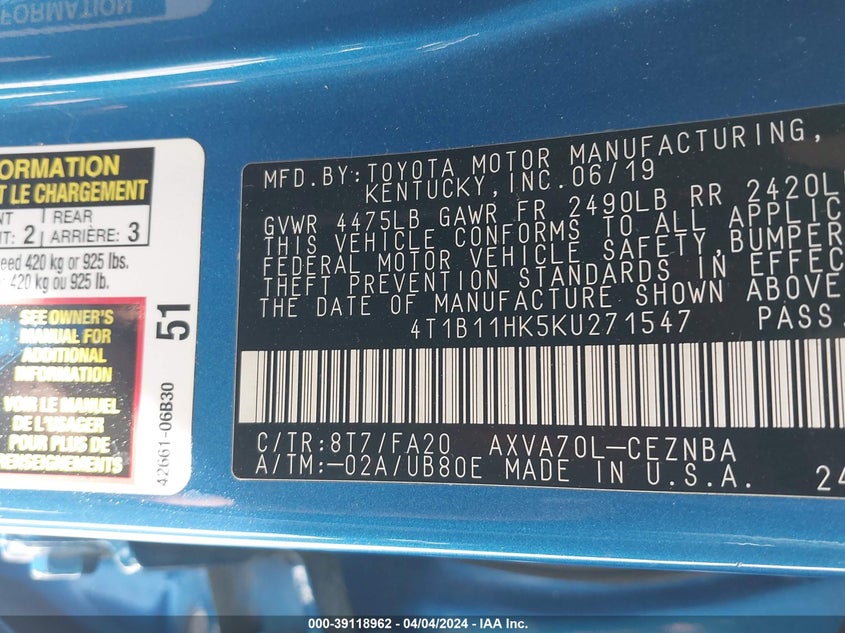 FORMATION
ORMATION
T LE CHARGEMENT
NT REAR
T: 2 ARRIÈRE: 3
eed 420 kg or 925 lbs.
: 420 kg ou 925 lb.
SEE OWNER'S
MANUAL FOR
ADDITIONAL
INFORMATION
VOIR LE MANUEL
DE L'USAGER
POUR PLUS DE
RENSEIGNEMENTS
51
42661-06B30
MFD.BY:TOYOTA MOTOR MANUFACTURING,
KENTUCKY,INC.06/19
GVWR 4475LB GAWR FR 2490LB RR 2420L
THIS VEHICLE CONFORMS TO ALL APPLIC
FEDERAL MOTOR VEHICLE SAFETY,BUMPER
THEFT PREVENTION STANDARDS IN EFFEC
THE DATE OF MANUFACTURE SHOWN ABOVE
4T1B11HK5KU271547 PASS.
C/TR:8T7/FA20 AXVA70L-CEZNBA
A/TM:-02A/UB80E MADE IN U.S.A. 24
000-39118962 - 04/04/2024 - IAA Inc.